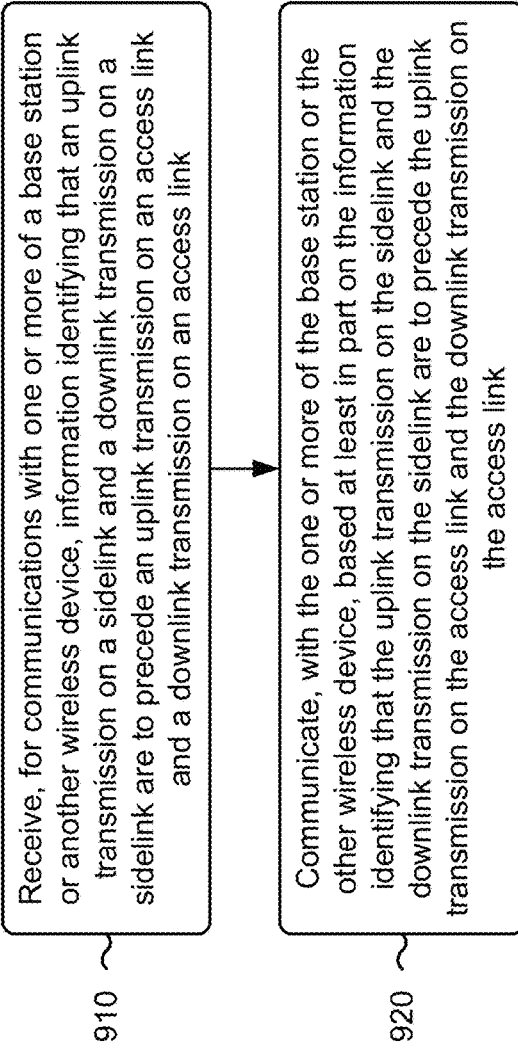 910
Receive, for communications with one or more of a base station
or another wireless device, information identifying that an uplink
transmission on a sidelink and a downlink transmission on a
sidelink are to precede an uplink transmission on an access link
and a downlink transmission on an access link
920
Communicate, with the one or more of the base station or the
other wireless device, based at least in part on the information
identifying that the uplink transmission on the sidelink and the
downlink transmission on the sidelink are to precede the uplink
transmission on the access link and the downlink transmission on
the access link